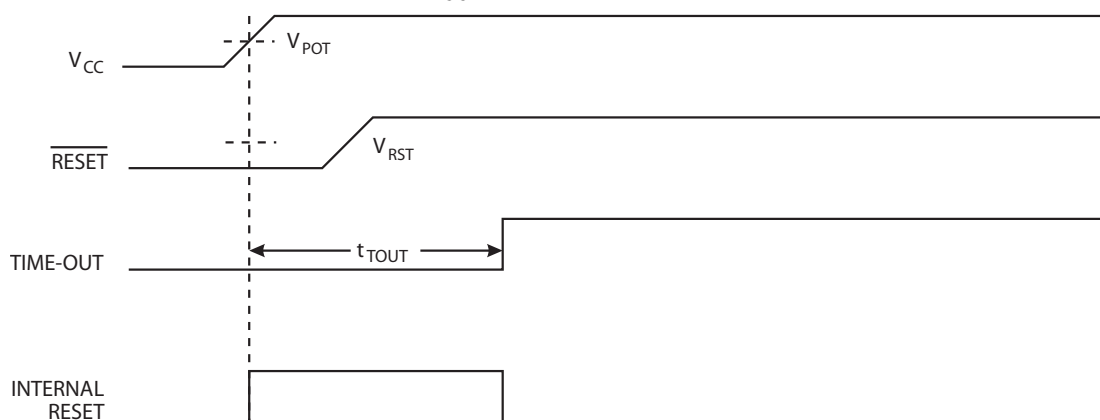 V_POT
V_CC
RESET
V_RST
t_TOUT
TIME-OUT
INTERNAL
RESET